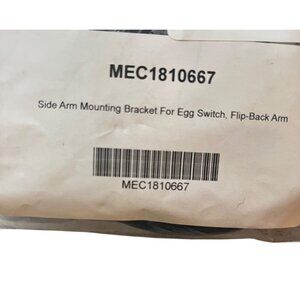 MEC1810667
Side Arm Mounting Bracket For Egg Switch, Flip-Back Arm
MEC1810667